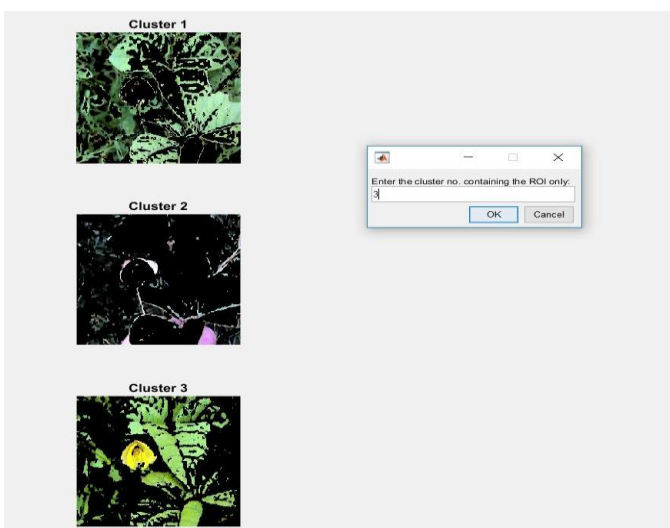 Cluster 1
Enter the cluster no. containing the ROI only:
3
OK Cancel
Cluster 2
Cluster 3